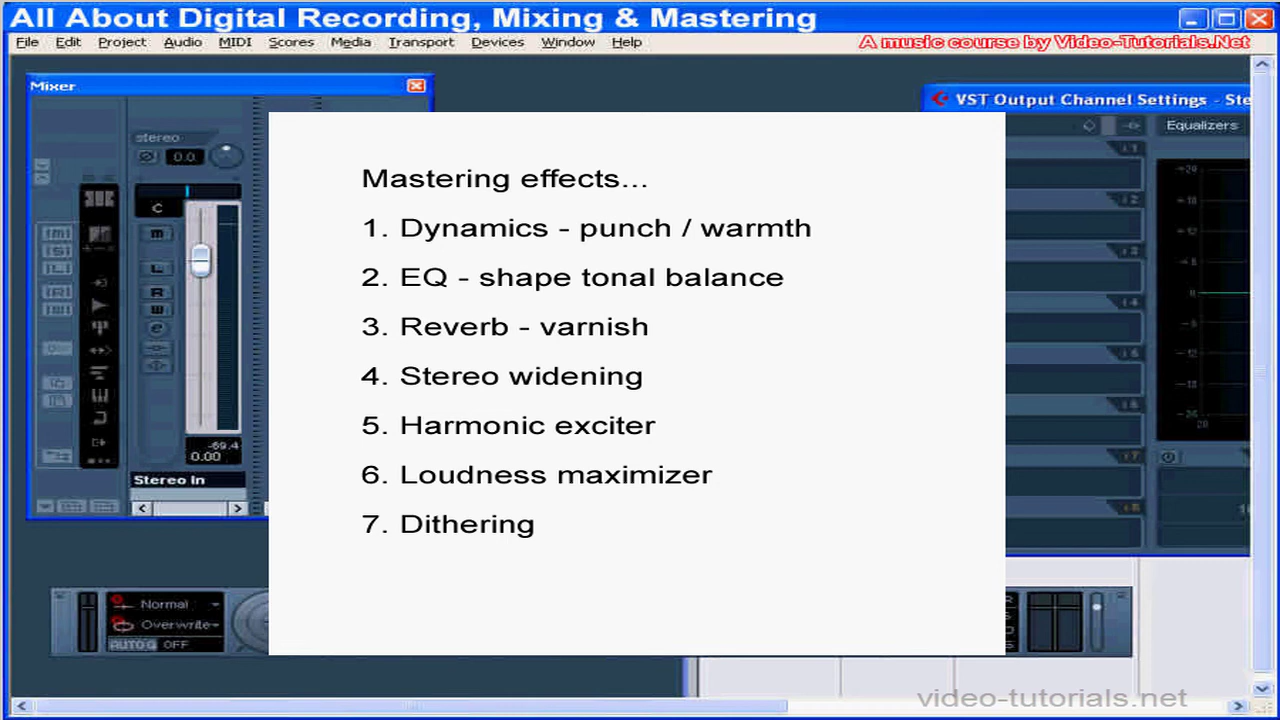 All About Digital Recording, Mixing & Mastering
File Edit Project Audio MIDI Scores Media Transport Devices Window Help
A music course by Video-Tutorials.Net
Mixer
VST Output Channel Settings - Ste
Equalizers
stereo
0.0
C
m
L
R
w
e
-69.4
0.00
Stereo In
Mastering effects...
1. Dynamics - punch / warmth
2. EQ - shape tonal balance
3. Reverb - varnish
4. Stereo widening
5. Harmonic exciter
6. Loudness maximizer
7. Dithering
Normal
Overwrite
AUTO Q OFF
video-tutorials.net